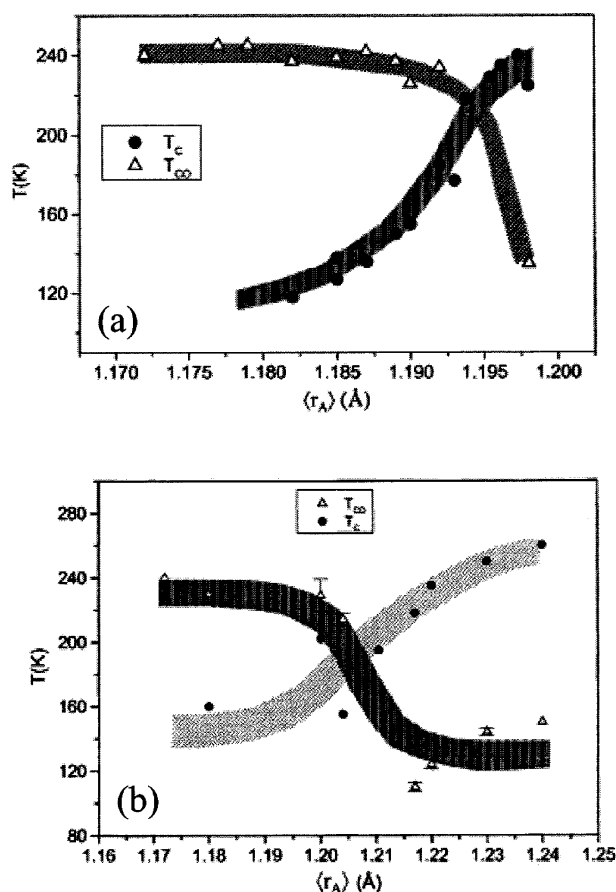 240
200
160
120
T(K)
T_c
T_co
(a)
1.170 1.175 1.180 1.185 1.190 1.195 1.200
⟨r_A⟩ (Å)
280
240
200
160
120
80
T(K)
T_co
T_c
(b)
1.16 1.17 1.18 1.19 1.20 1.21 1.22 1.23 1.24 1.25
⟨r_A⟩ (Å)